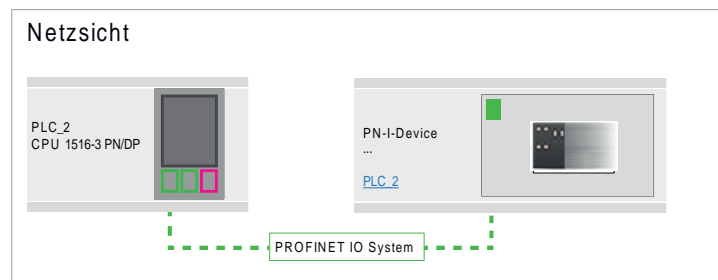 Netzsicht
PLC_2
CPU 1516-3 PN/DP
PN-I-Device
...
PLC_2
PROFINET IO System